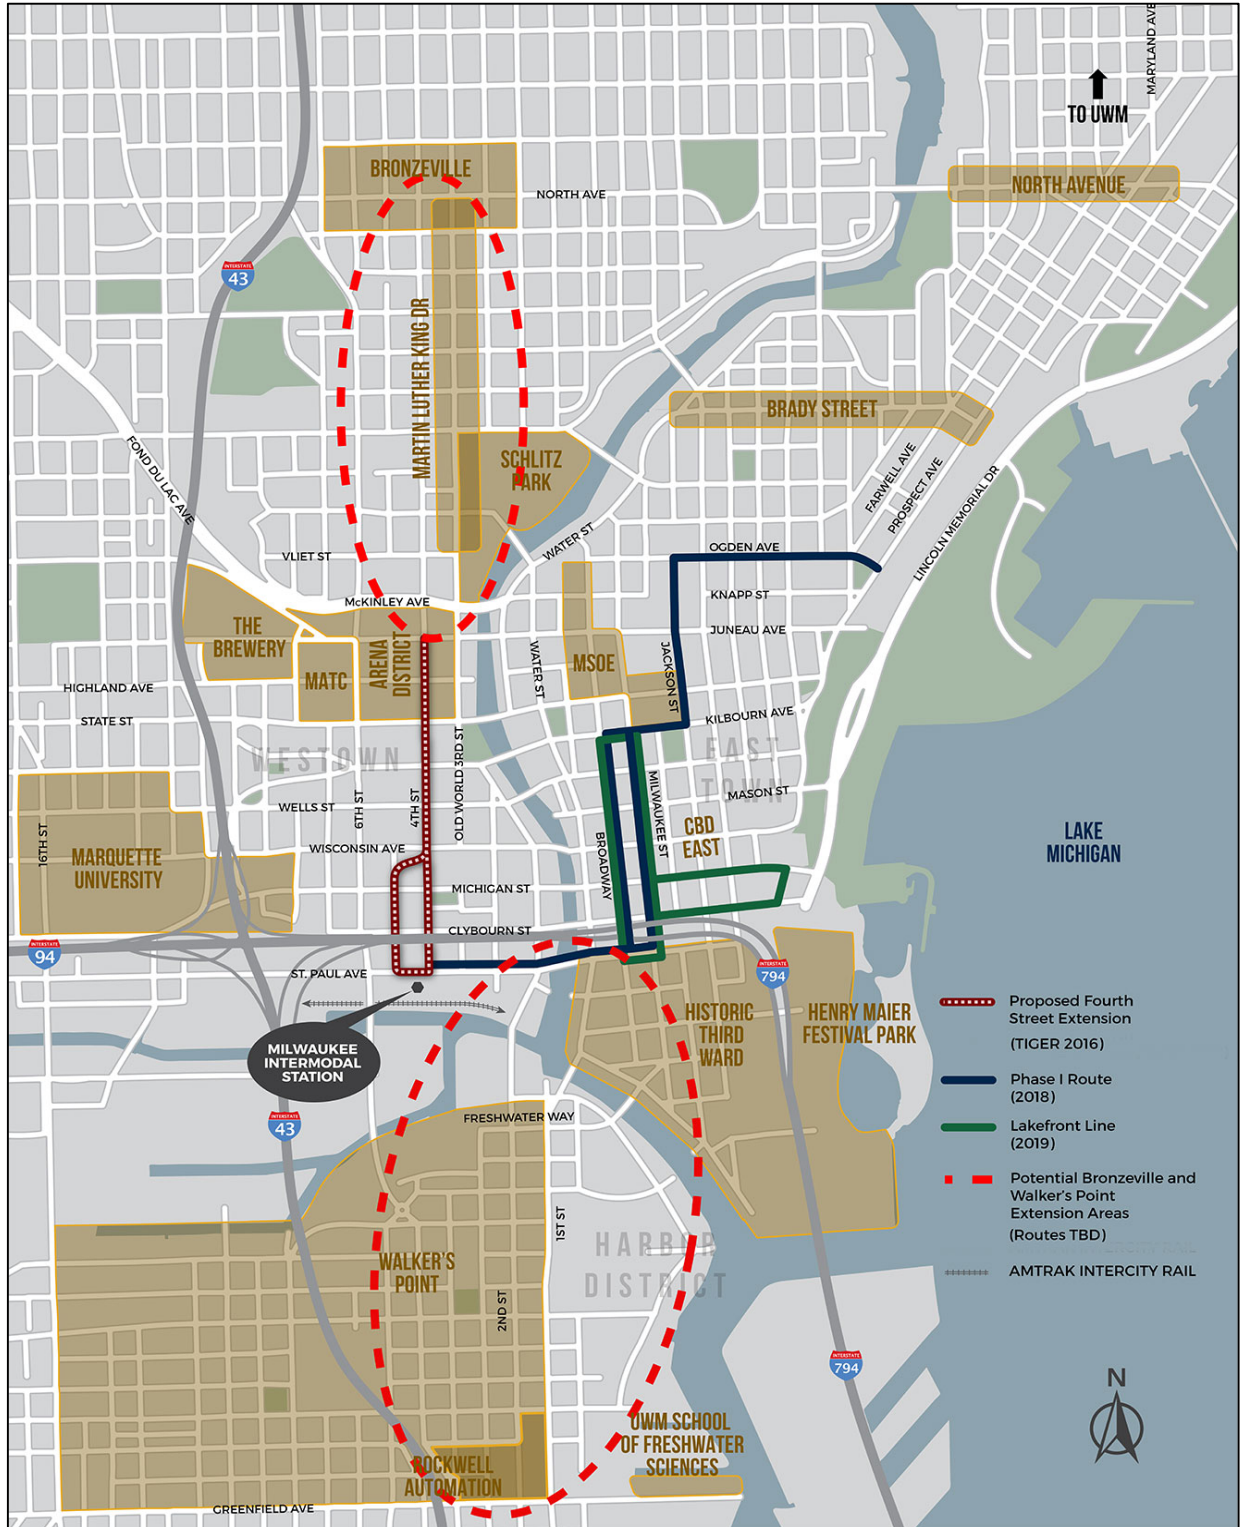 MARYLAND AVE
TO UWM
BRONZEVILLE
NORTH AVE
NORTH AVENUE
INTERSTATE
43
MARTIN LUTHER KING DR
BRADY STREET
FOND DU LAC AVE
SCHLITZ
PARK
FARWELL AVE
PROSPECT AVE
LINCOLN MEMORIAL DR
WATER ST
OGDEN AVE
VLIET ST
KNAPP ST
McKINLEY AVE
JUNEAU AVE
THE
BREWERY
MATC
ARENA
DISTRICT
WATER ST
MSOE
JACKSON ST
HIGHLAND AVE
STATE ST
KILBOURN AVE
WESTOWN
OLD WORLD 3RD ST
EAST
TOWN
WELLS ST
6TH ST
4TH ST
MILWAUKEE ST
MASON ST
16TH ST
WISCONSIN AVE
BROADWAY
CBD
EAST
LAKE
MICHIGAN
MARQUETTE
UNIVERSITY
MICHIGAN ST
CLYBOURN ST
INTERSTATE
94
ST. PAUL AVE
INTERSTATE
794
HISTORIC
THIRD
WARD
HENRY MAIER
FESTIVAL PARK
MILWAUKEE
INTERMODAL
STATION
Proposed Fourth
Street Extension
(TIGER 2016)
Phase I Route
(2018)
Lakefront Line
(2019)
Potential Bronzeville and
Walker's Point
Extension Areas
(Routes TBD)
AMTRAK INTERCITY RAIL
INTERSTATE
43
FRESHWATER WAY
1ST ST
HARBOR
DISTRICT
WALKER'S
POINT
2ND ST
INTERSTATE
794
N
UWM SCHOOL
OF FRESHWATER
SCIENCES
ROCKWELL
AUTOMATION
GREENFIELD AVE